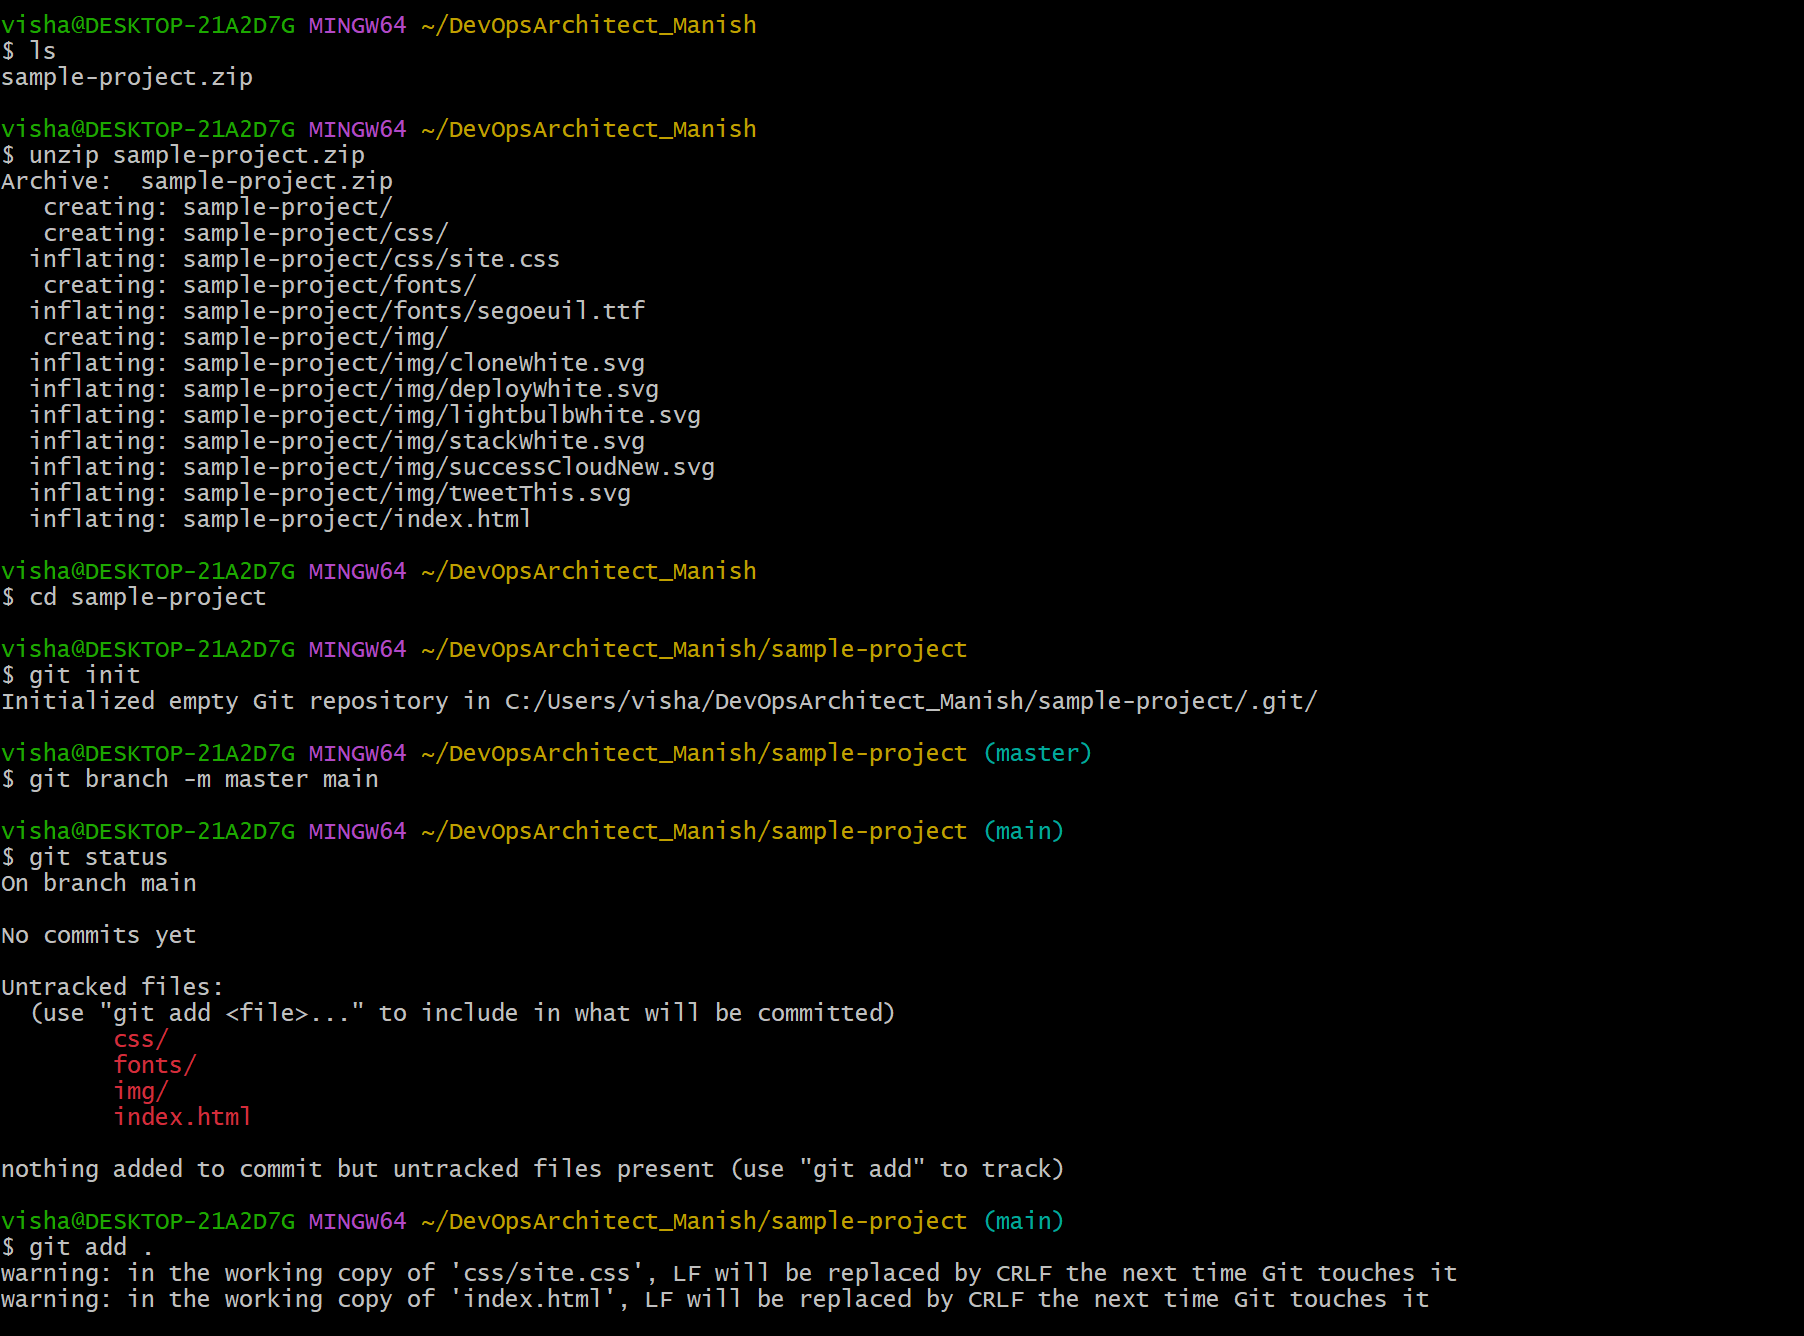 visha@DESKTOP-21A2D7G MINGW64 ~/DevOpsArchitect_Manish
$ ls
sample-project.zip
visha@DESKTOP-21A2D7G MINGW64 ~/DevOpsArchitect_Manish
$ unzip sample-project.zip
Archive:  sample-project.zip
   creating: sample-project/
   creating: sample-project/css/
  inflating: sample-project/css/site.css
   creating: sample-project/fonts/
  inflating: sample-project/fonts/segoeuil.ttf
   creating: sample-project/img/
  inflating: sample-project/img/cloneWhite.svg
  inflating: sample-project/img/deployWhite.svg
  inflating: sample-project/img/lightbulbWhite.svg
  inflating: sample-project/img/stackWhite.svg
  inflating: sample-project/img/successCloudNew.svg
  inflating: sample-project/img/tweetThis.svg
  inflating: sample-project/index.html
visha@DESKTOP-21A2D7G MINGW64 ~/DevOpsArchitect_Manish
$ cd sample-project
visha@DESKTOP-21A2D7G MINGW64 ~/DevOpsArchitect_Manish/sample-project
$ git init
Initialized empty Git repository in C:/Users/visha/DevOpsArchitect_Manish/sample-project/.git/
visha@DESKTOP-21A2D7G MINGW64 ~/DevOpsArchitect_Manish/sample-project (master)
$ git branch -m master main
visha@DESKTOP-21A2D7G MINGW64 ~/DevOpsArchitect_Manish/sample-project (main)
$ git status
On branch main
No commits yet
Untracked files:
  (use "git add <file>..." to include in what will be committed)
        css/
        fonts/
        img/
        index.html
nothing added to commit but untracked files present (use "git add" to track)
visha@DESKTOP-21A2D7G MINGW64 ~/DevOpsArchitect_Manish/sample-project (main)
$ git add .
warning: in the working copy of 'css/site.css', LF will be replaced by CRLF the next time Git touches it
warning: in the working copy of 'index.html', LF will be replaced by CRLF the next time Git touches it